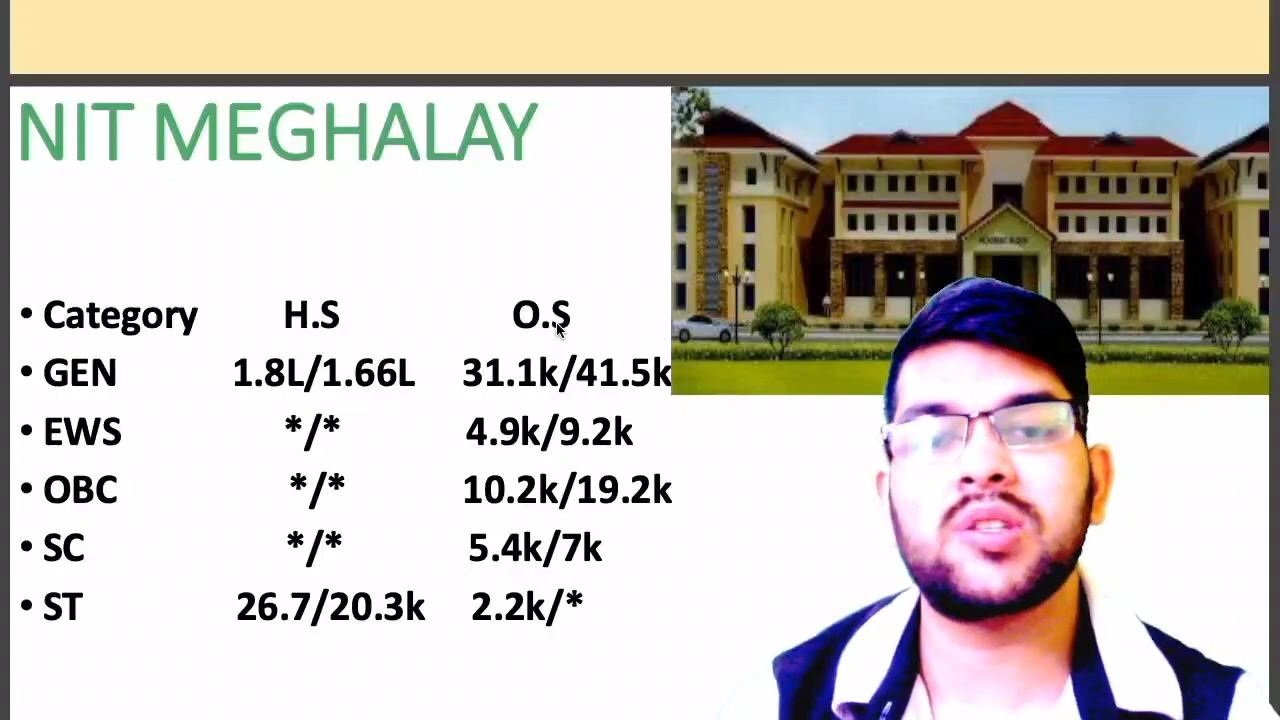 NIT MEGHALAY
• Category H.S O.S
• GEN 1.8L/1.66L 31.1k/41.5k
• EWS */* 4.9k/9.2k
• OBC */* 10.2k/19.2k
• SC */* 5.4k/7k
• ST 26.7/20.3k 2.2k/*